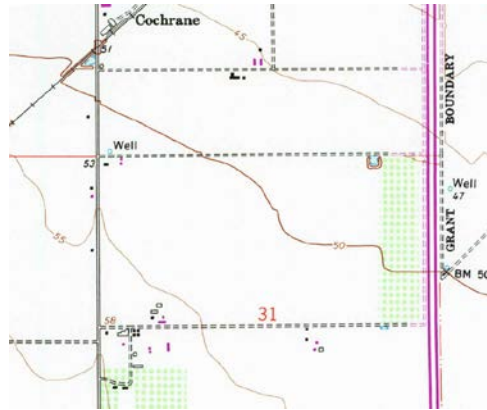 Cochrane
51
45
BOUNDARY
Well
53
Well
47
55
50
GRANT
BM 50
58
31